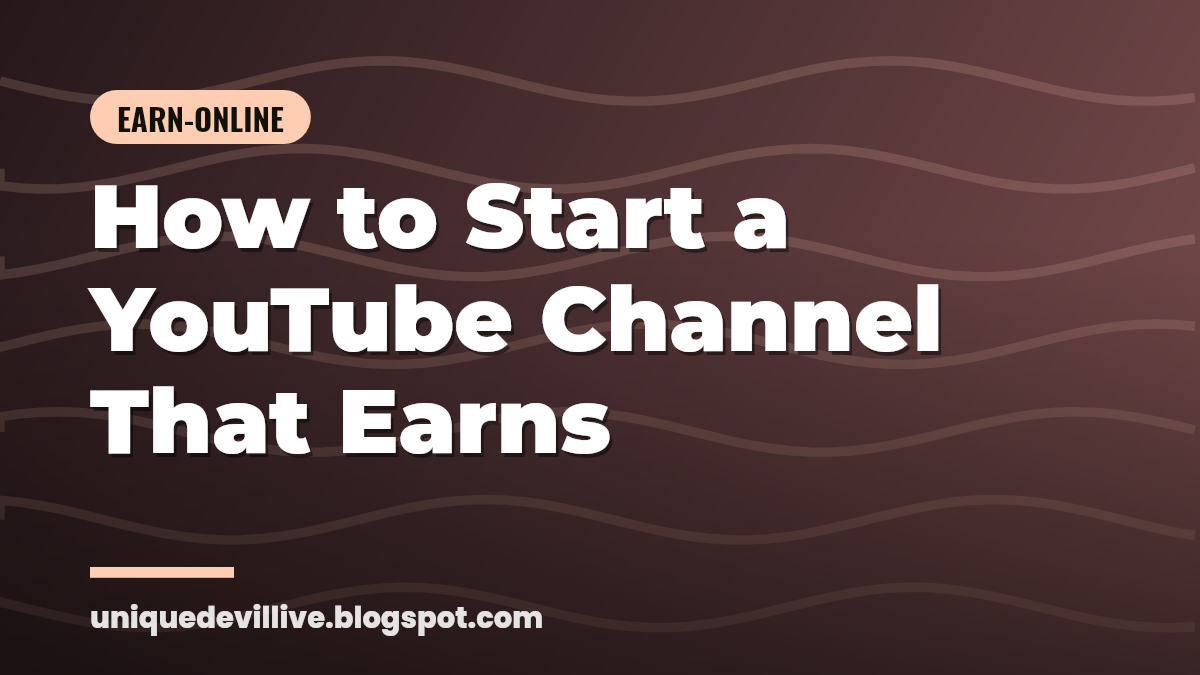 EARN-ONLINE
How to Start a
YouTube Channel
That Earns
uniquedevillive.blogspot.com